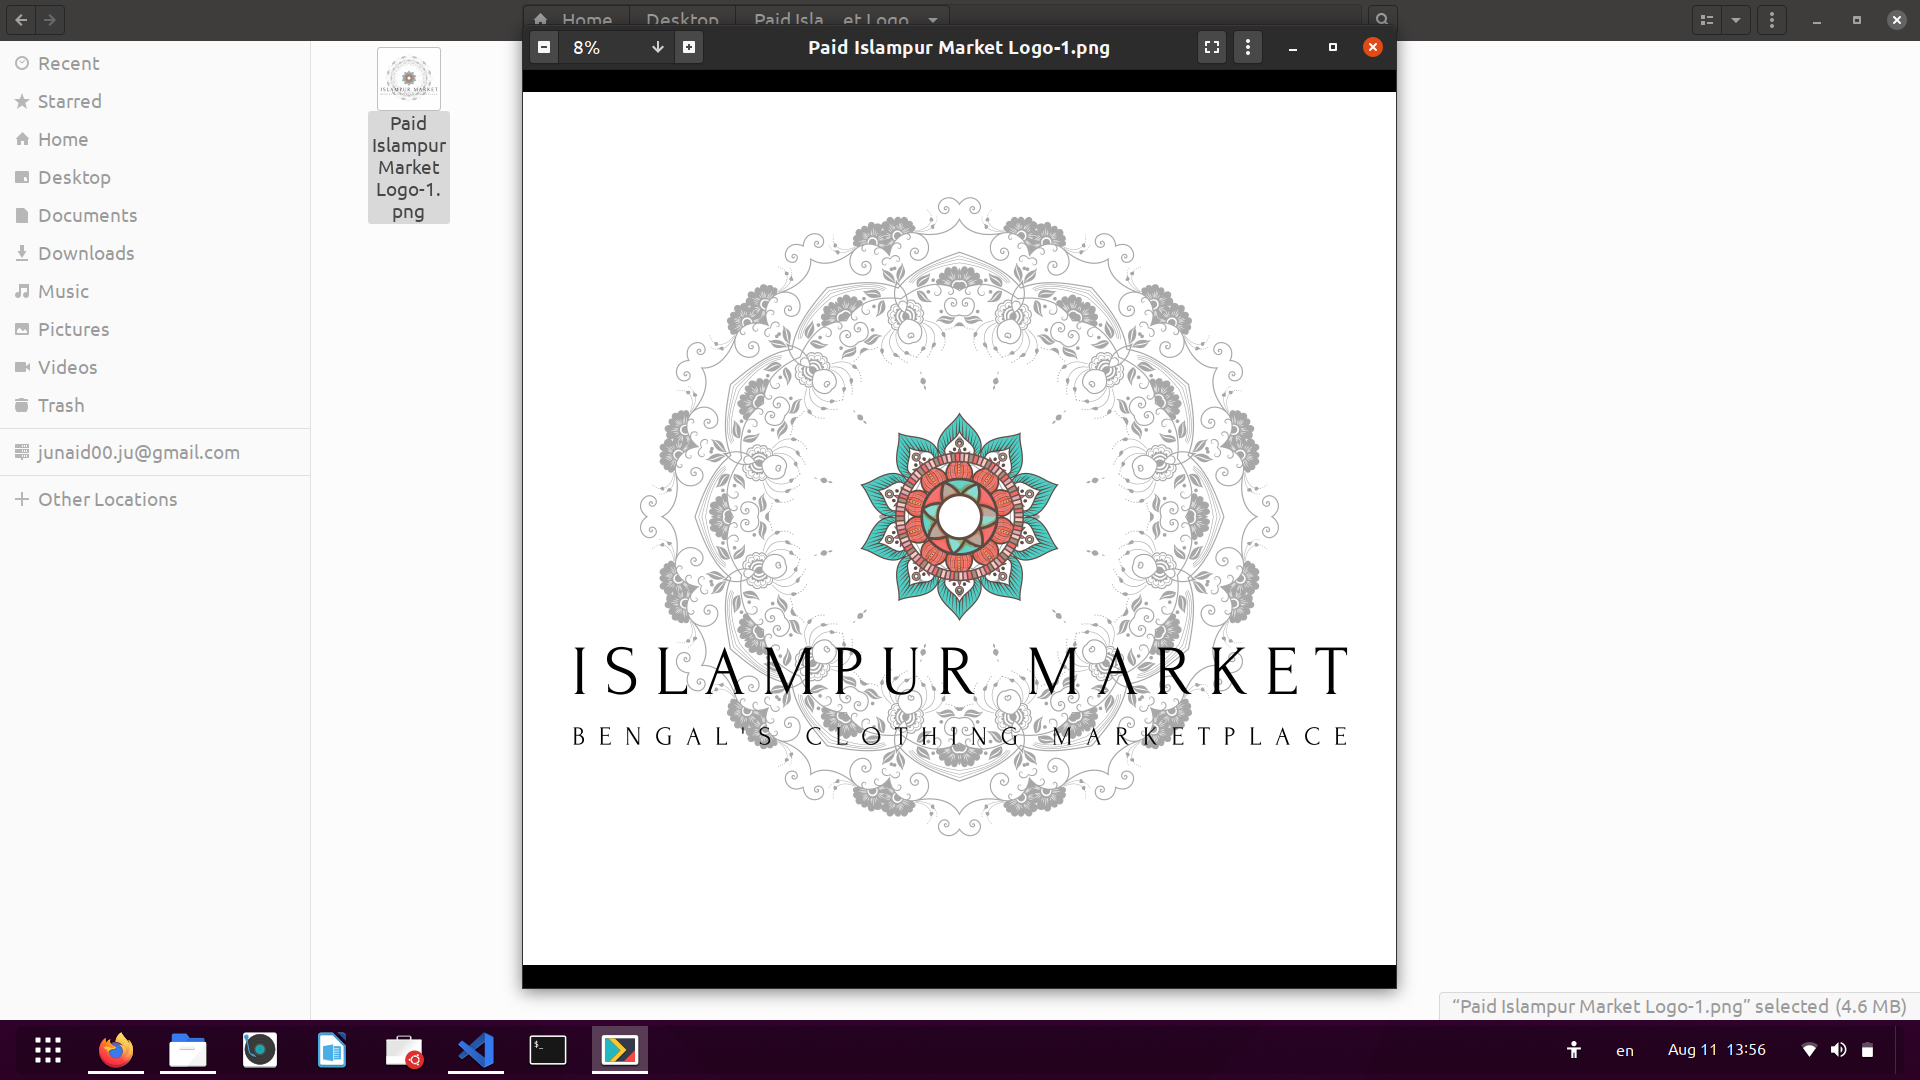 Home Desktop Paid Isla… et Logo
8% Paid Islampur Market Logo-1.png
Recent
Starred
Home
Desktop
Documents
Downloads
Music
Pictures
Videos
Trash
junaid00.ju@gmail.com
Other Locations
ISLAMPUR MARKET
Paid
Islampur
Market
Logo-1.
png
ISLAMPUR MARKET
BENGAL'S CLOTHING MARKETPLACE
“Paid Islampur Market Logo-1.png” selected (4.6 MB)
$_
en Aug 11 13:56